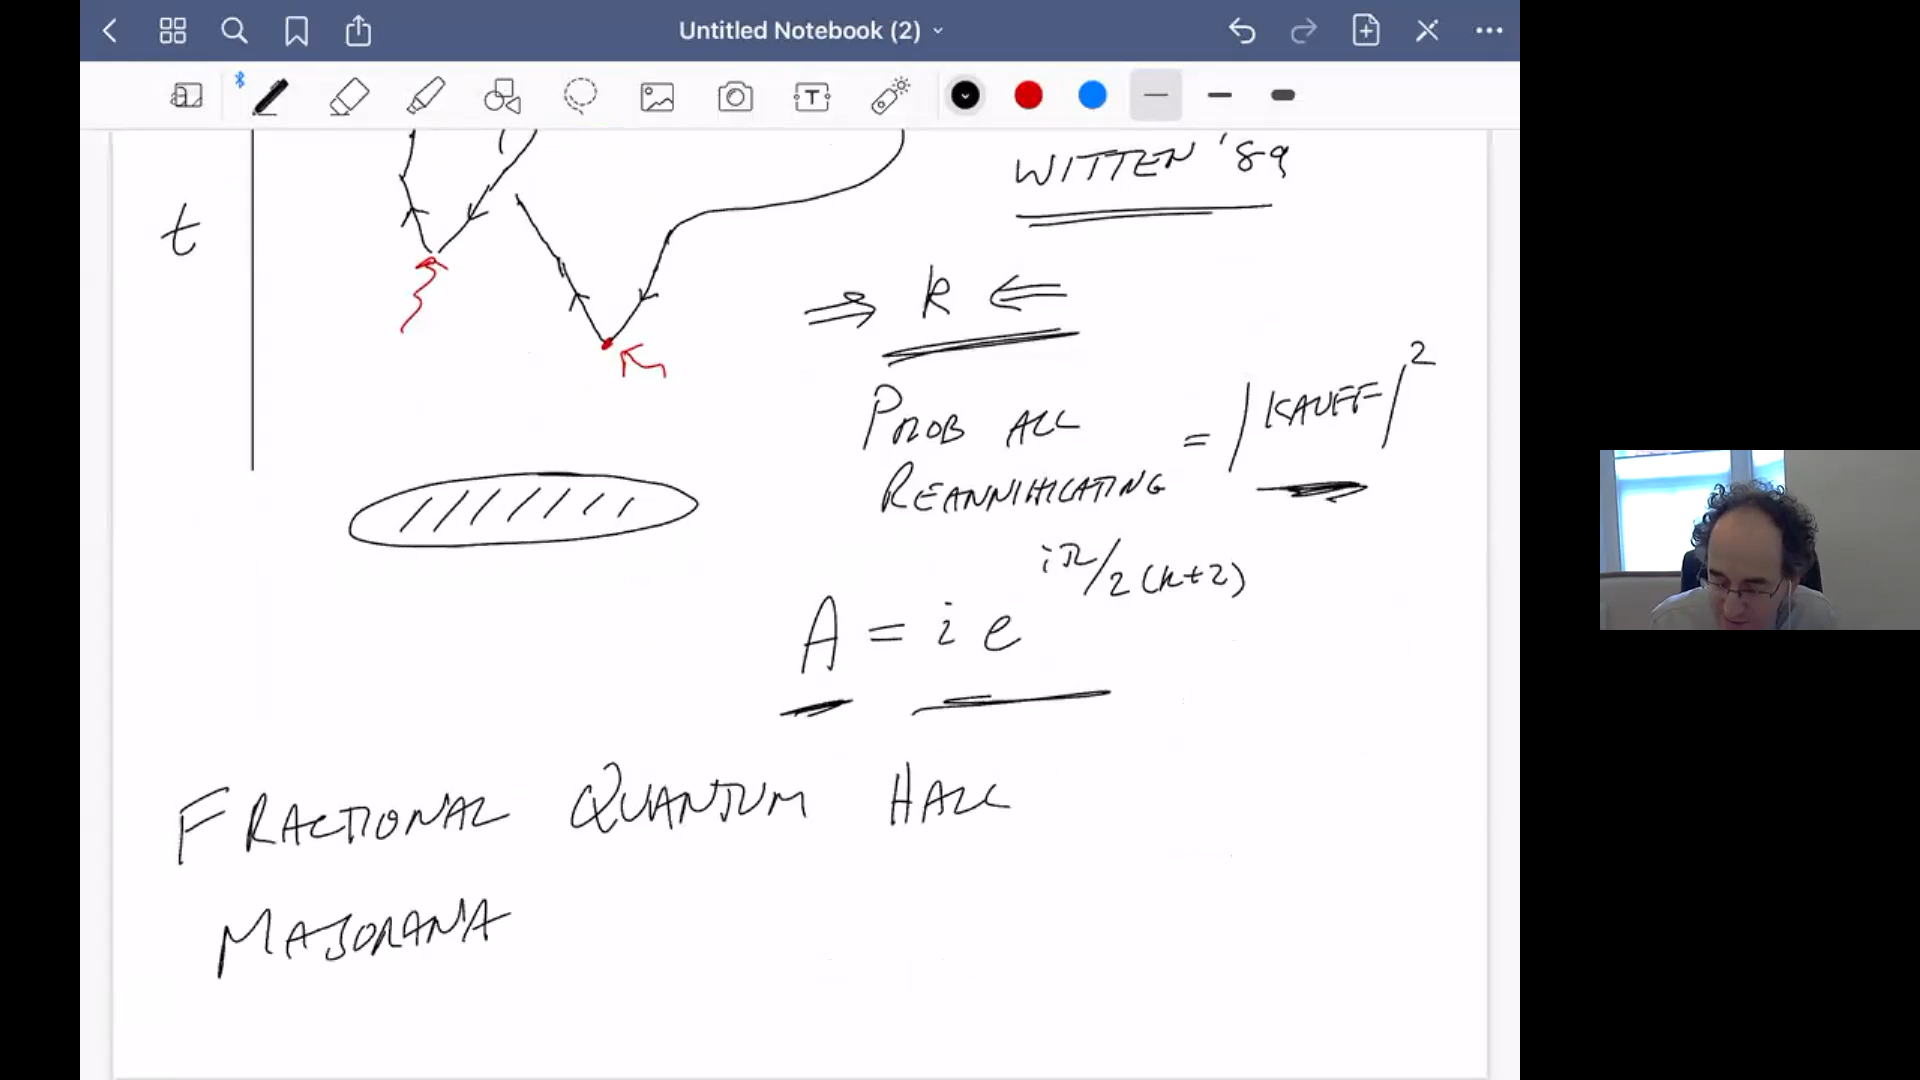 Untitled Notebook (2)
T
WITTEN '89
t
⇒ k ⇐
PROB ALL
REANNIHILATING = |KAUFF|²
A = i e^{iπ/2(k+2)}
FRACTIONAL QUANTUM HALL
MAJORANA